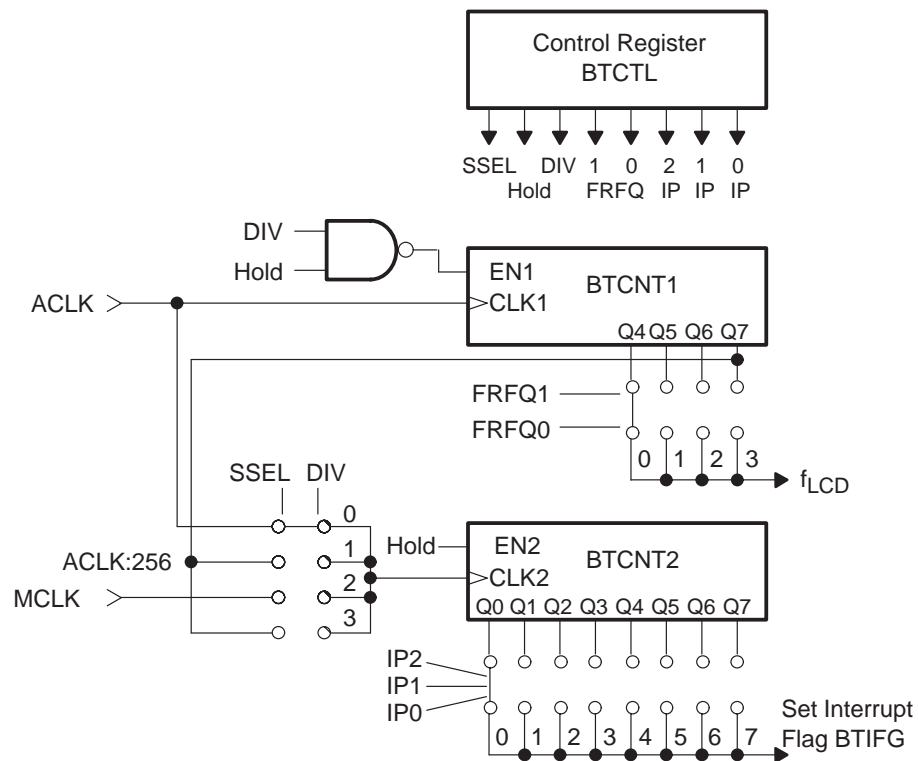 Control Register
BTCTL
SSEL DIV 1 0 2 1 0
Hold FRFQ IP IP IP
DIV
Hold
EN1
BTCNT1
ACLK
CLK1
Q4 Q5 Q6 Q7
FRFQ1
FRFQ0
0 1 2 3
fLCD
SSEL DIV
0
1
2
3
ACLK:256
MCLK
Hold
EN2
BTCNT2
CLK2
Q0 Q1 Q2 Q3 Q4 Q5 Q6 Q7
IP2
IP1
IP0
0 1 2 3 4 5 6 7
Set Interrupt
Flag BTIFG